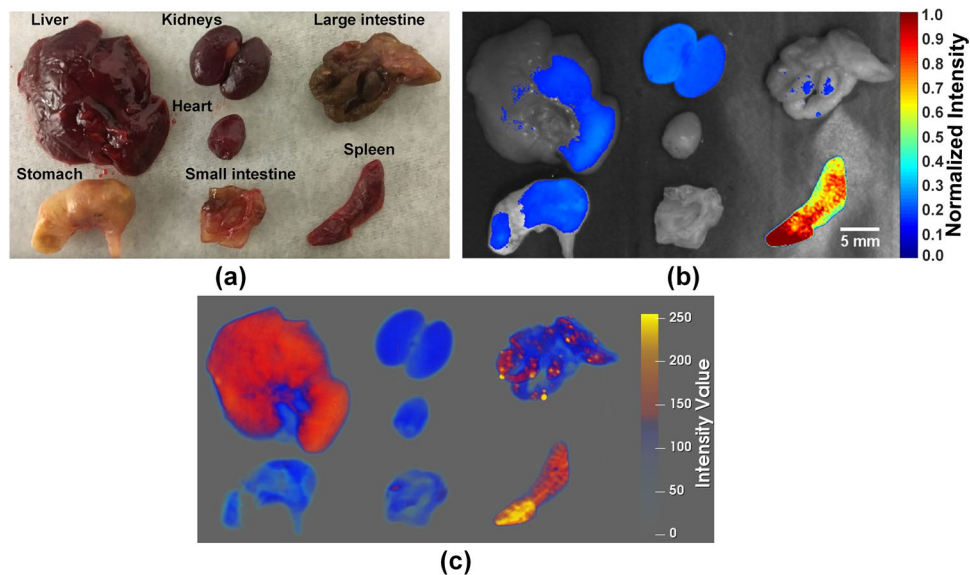 Liver Kidneys Large intestine
Heart
Stomach Small intestine Spleen
(a)
1.0
0.9
0.8
0.7
0.6
0.5
0.4
0.3
0.2
0.1
0.0
Normalized Intensity
5 mm
(b)
250
200
150
100
50
0
Intensity Value
(c)